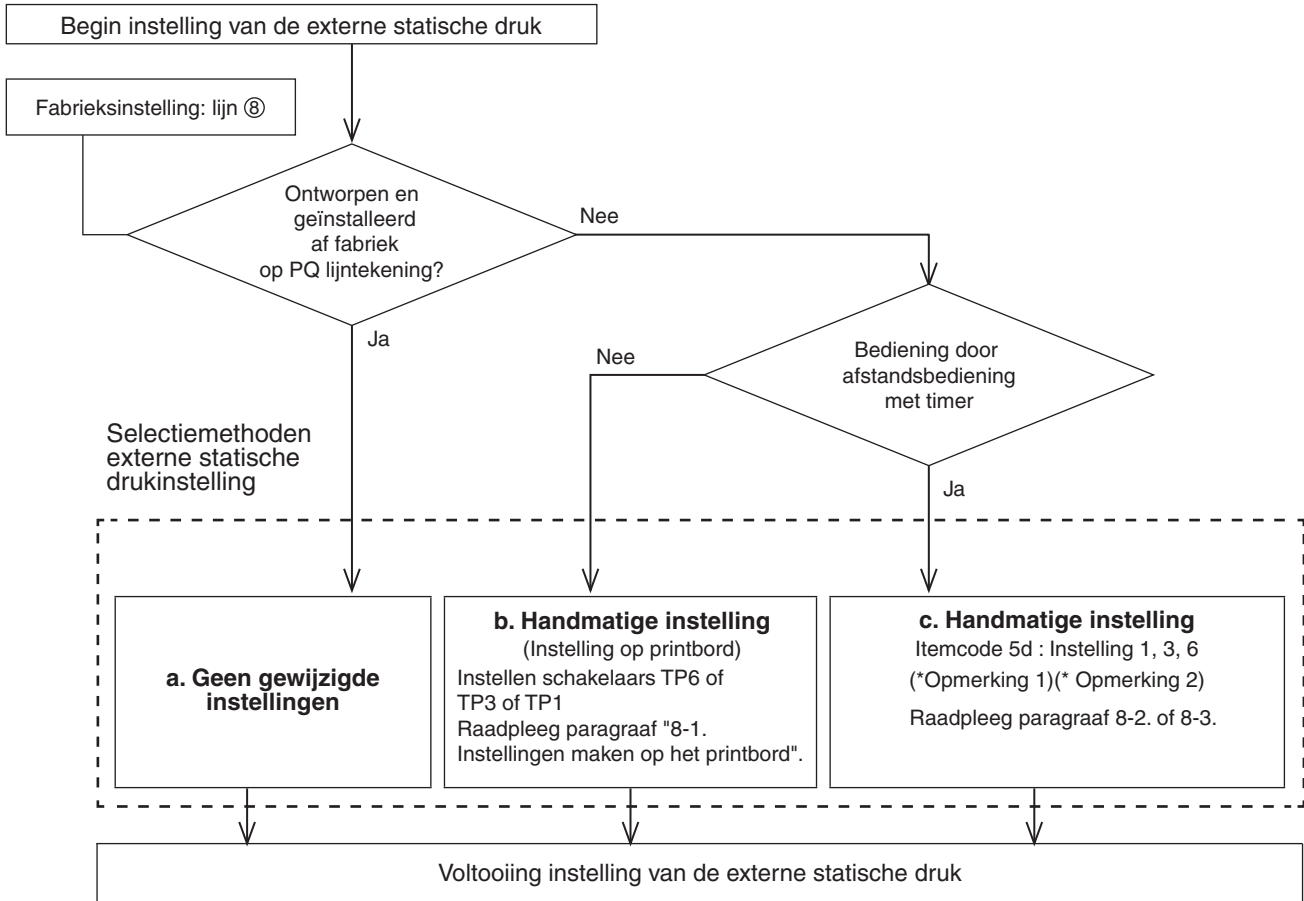 Begin instelling van de externe statische druk
Fabrieksinstelling: lijn ⑧
Ontworpen en
geïnstalleerd
af fabriek
op PQ lijntekening?
Nee
Ja
Nee
Bediening door
afstandsbediening
met timer
Ja
Selectiemethoden
externe statische
drukinstelling
a. Geen gewijzigde
instellingen
b. Handmatige instelling
(Instelling op printbord)
Instellen schakelaars TP6 of
TP3 of TP1
Raadpleeg paragraaf "8-1.
Instellingen maken op het printbord".
c. Handmatige instelling
Itemcode 5d : Instelling 1, 3, 6
(*Opmerking 1)(* Opmerking 2)
Raadpleeg paragraaf 8-2. of 8-3.
Voltooiing instelling van de externe statische druk